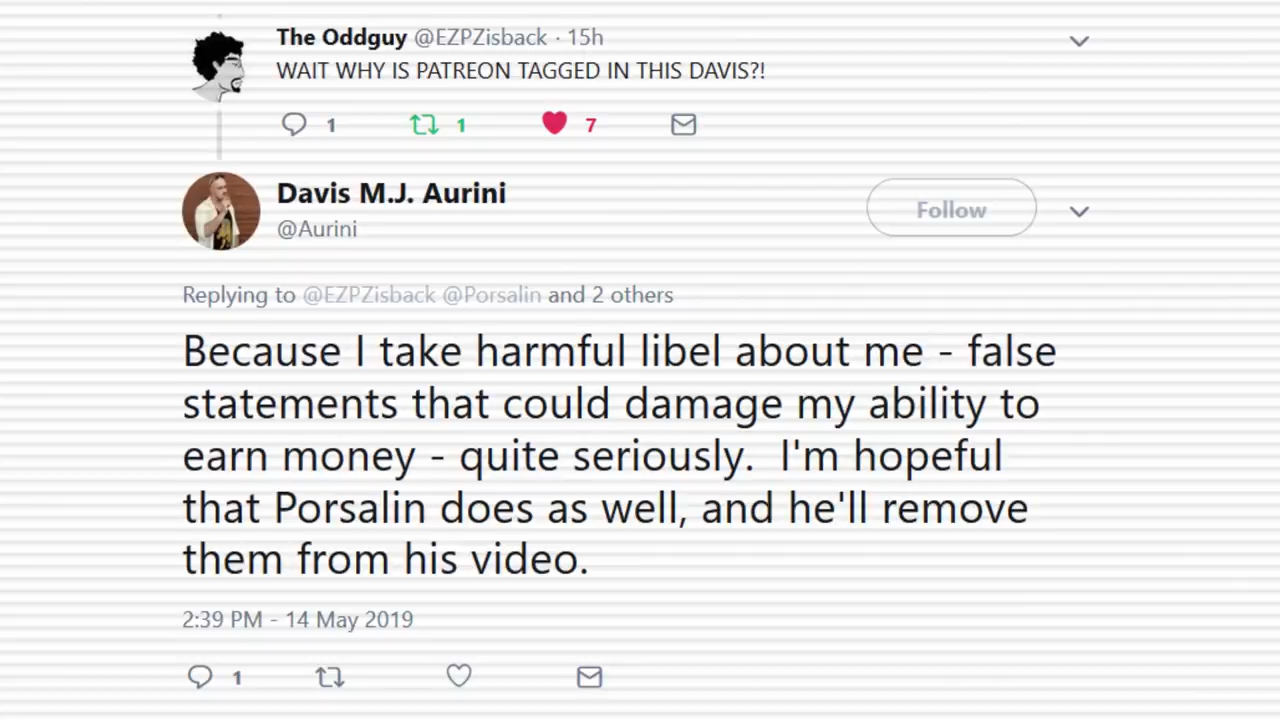 The Oddguy @EZPZisback · 15h
WAIT WHY IS PATREON TAGGED IN THIS DAVIS?!
1 1 7
Davis M.J. Aurini
Follow
@Aurini
Replying to @EZPZisback @Porsalin and 2 others
Because I take harmful libel about me - false
statements that could damage my ability to
earn money - quite seriously. I'm hopeful
that Porsalin does as well, and he'll remove
them from his video.
2:39 PM - 14 May 2019
1